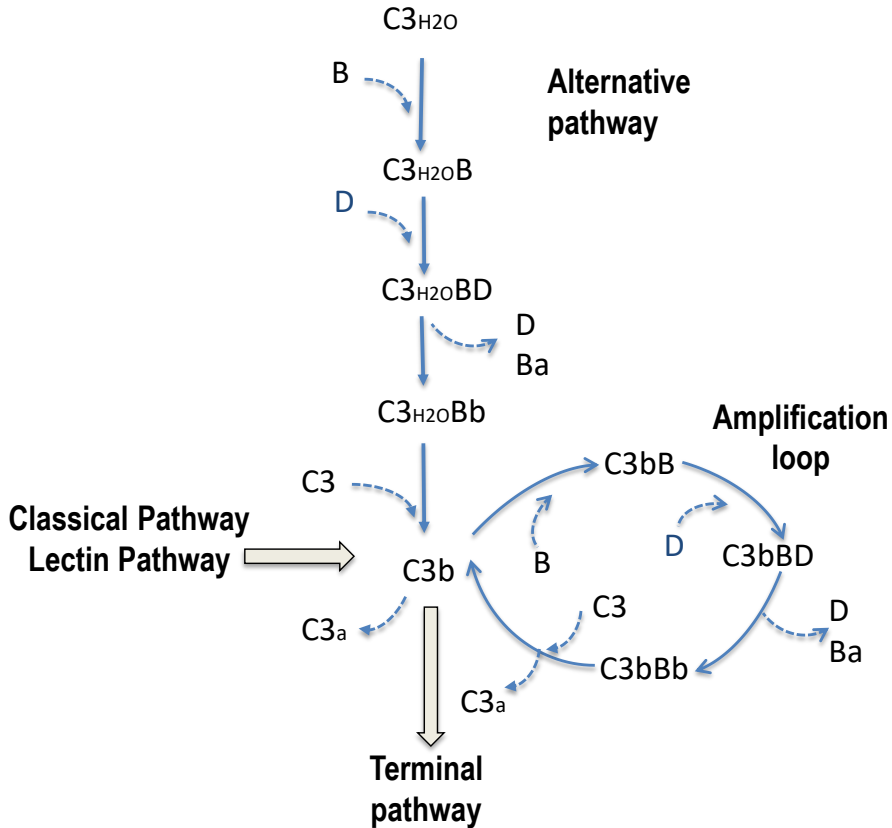 C3H2O
B
Alternative
pathway
C3H2OB
D
C3H2OBD
D
Ba
C3H2OBb
Amplification
loop
C3
C3bB
Classical Pathway
Lectin Pathway
D
B
C3bBD
C3b
C3
D
C3a
Ba
C3bBb
C3a
Terminal
pathway